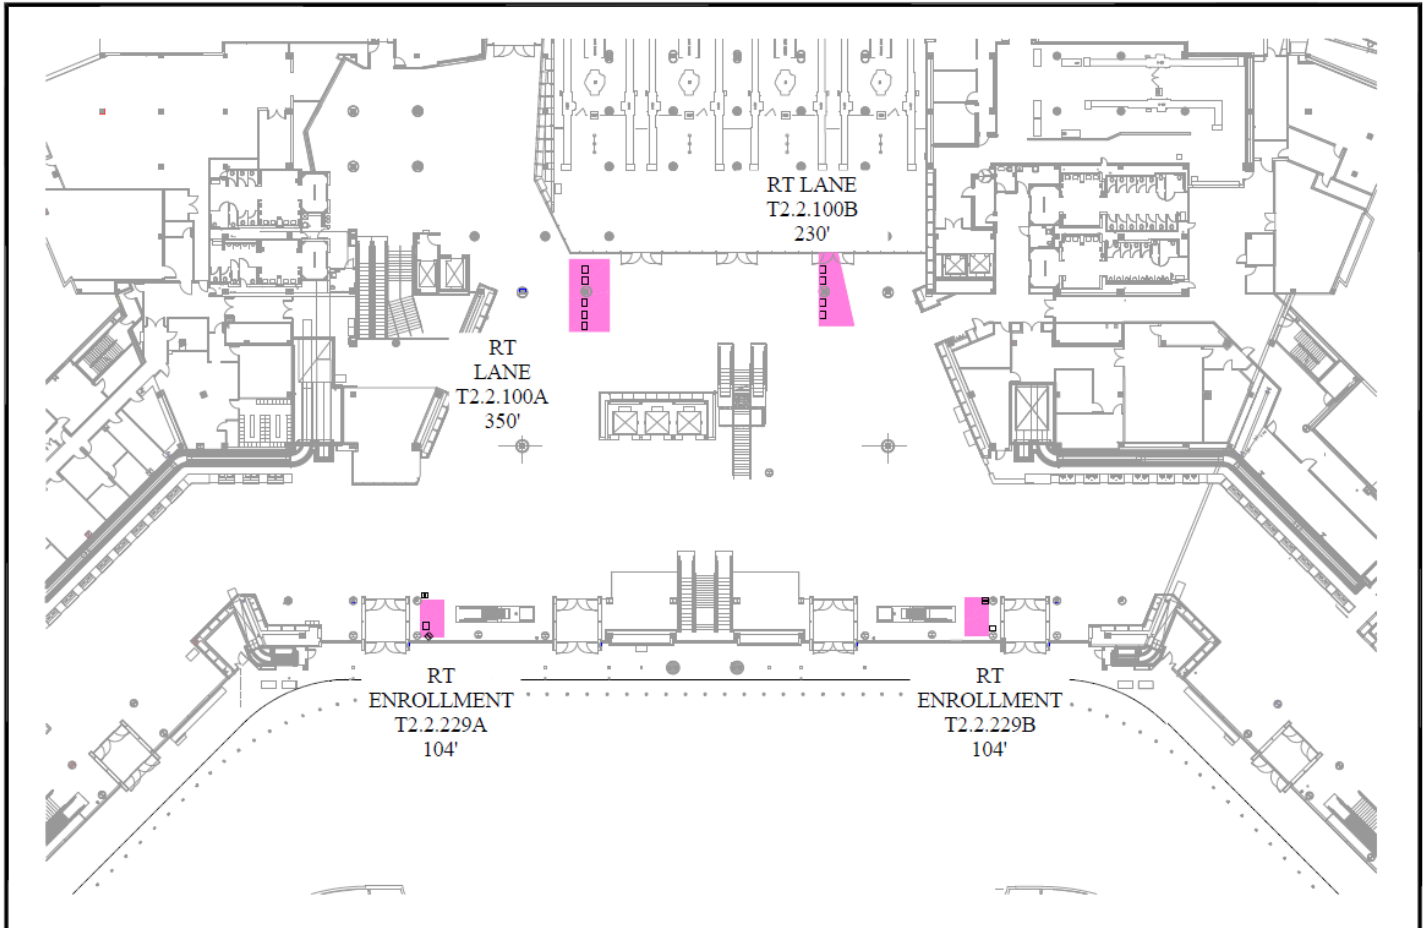 RT LANE
T2.2.100B
230'
RT
LANE
T2.2.100A
350'
RT
ENROLLMENT
T2.2.229A
104'
RT
ENROLLMENT
T2.2.229B
104'